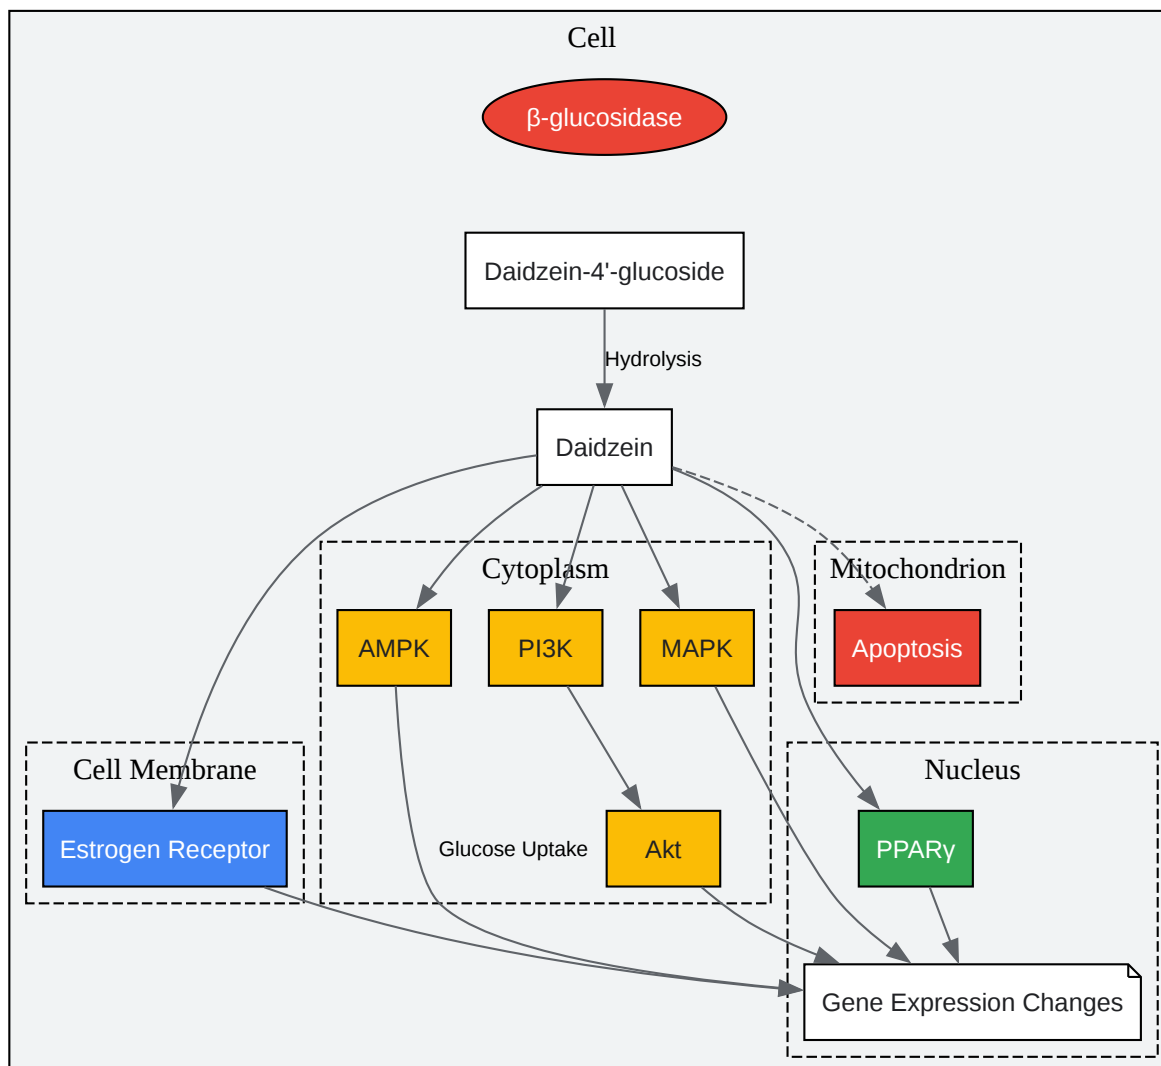 Cell
β-glucosidase
Daidzein-4'-glucoside
Hydrolysis
Daidzein
Cytoplasm
Mitochondrion
AMPK
PI3K
MAPK
Apoptosis
Cell Membrane
Nucleus
Estrogen Receptor
Glucose Uptake
Akt
PPARγ
Gene Expression Changes